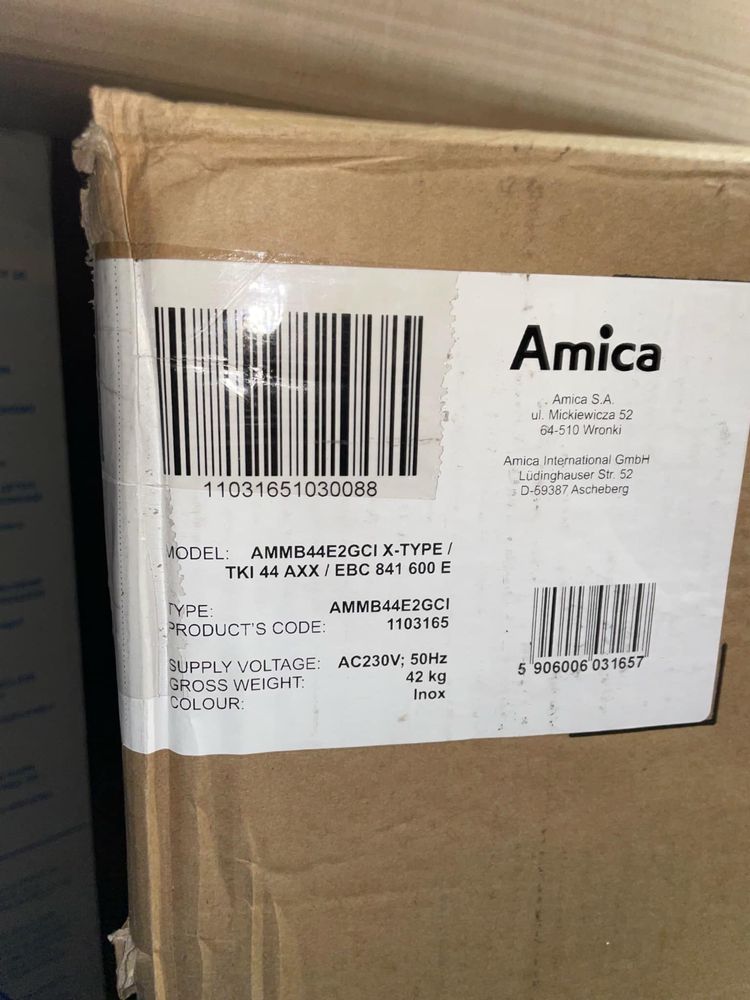 11031651030088
Amica
Amica S.A.
ul. Mickiewicza 52
64-510 Wronki
Amica International GmbH
Lüdinghauser Str. 52
D-59387 Ascheberg
MODEL: AMMB44E2GCI X-TYPE /
TKI 44 AXX / EBC 841 600 E
TYPE: AMMB44E2GCI
PRODUCT'S CODE: 1103165
SUPPLY VOLTAGE: AC230V; 50Hz
GROSS WEIGHT: 42 kg
COLOUR: Inox
5 906006 031657